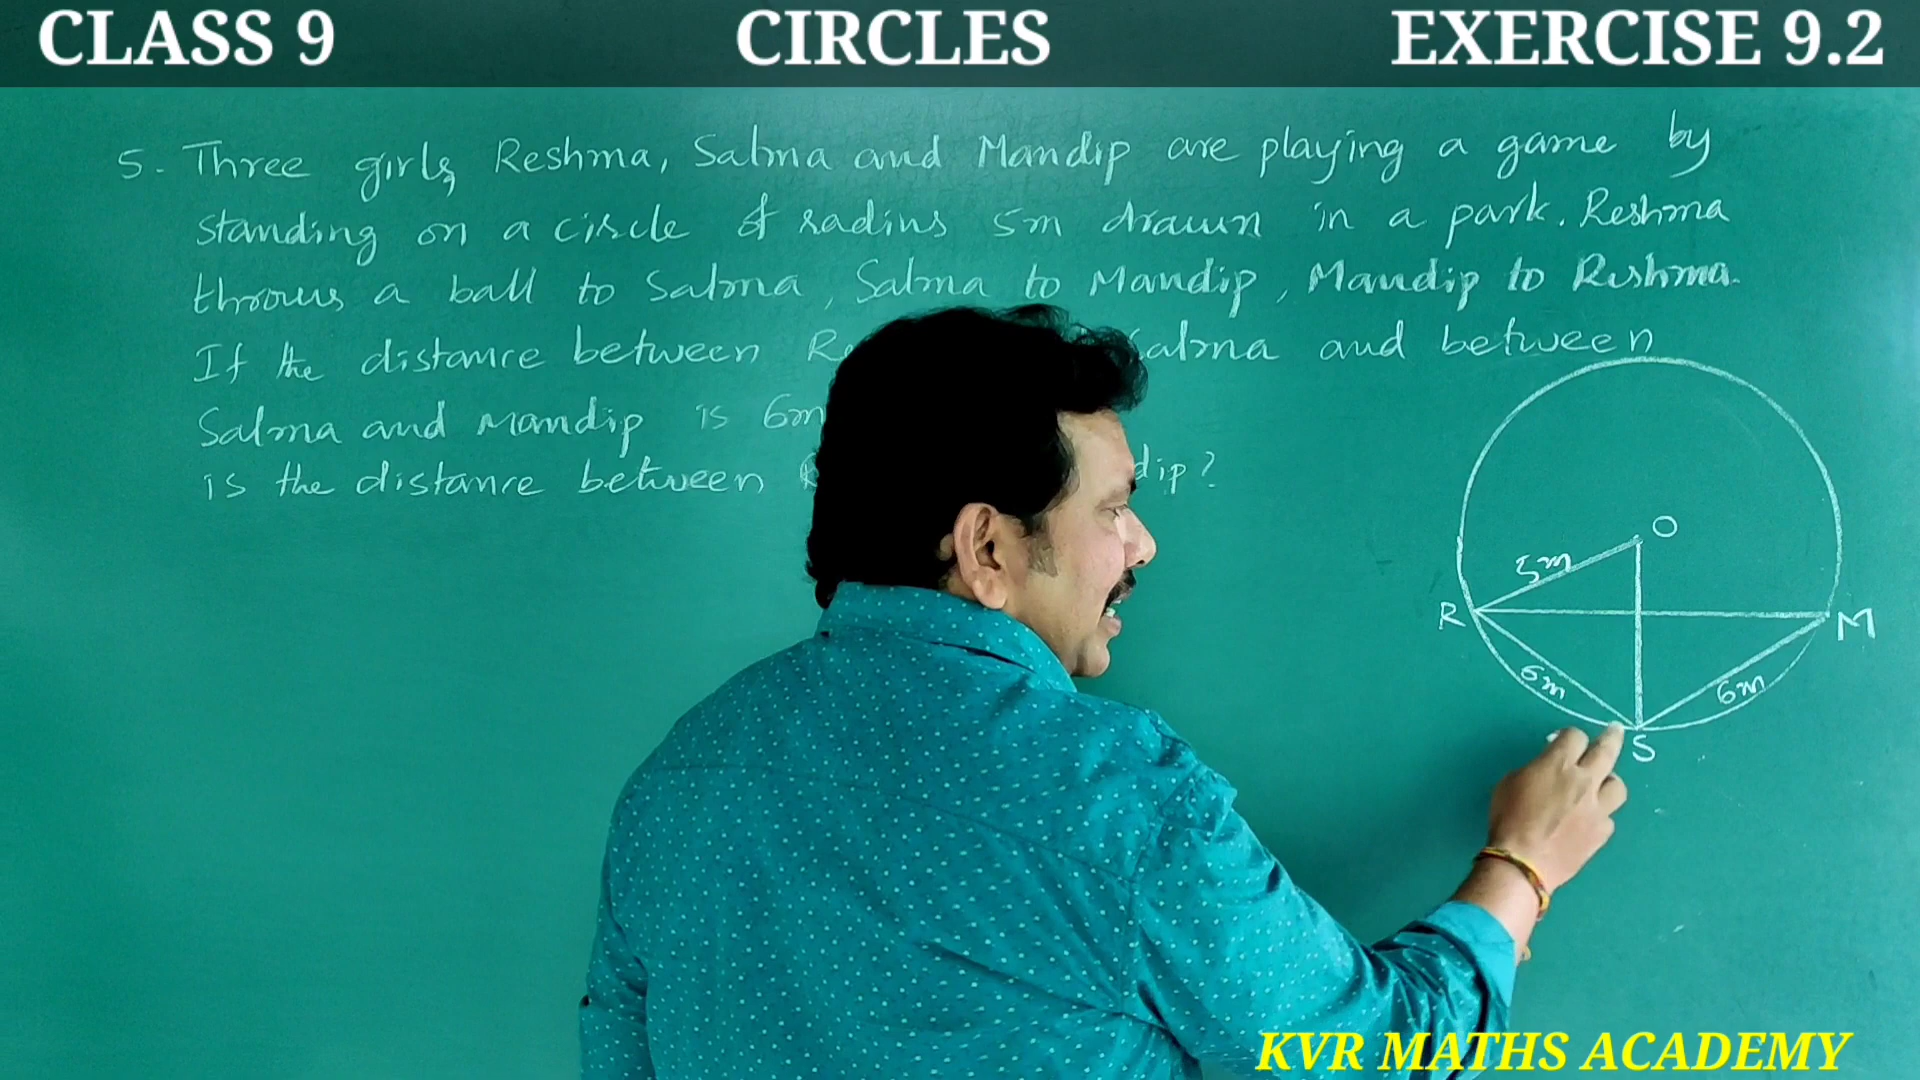 CLASS 9 CIRCLES EXERCISE 9.2
5. Three girls, Reshma, Salma and Mandip are playing a game by
standing on a circle of radius 5m drawn in a park. Reshma
throws a ball to Salma, Salma to Mandip, Mandip to Reshma.
If the distance between Salma and between
Salma and Mandip is 6m
is the distance between dip?
O
5m
R
M
6m
6m
S
KVR MATHS ACADEMY